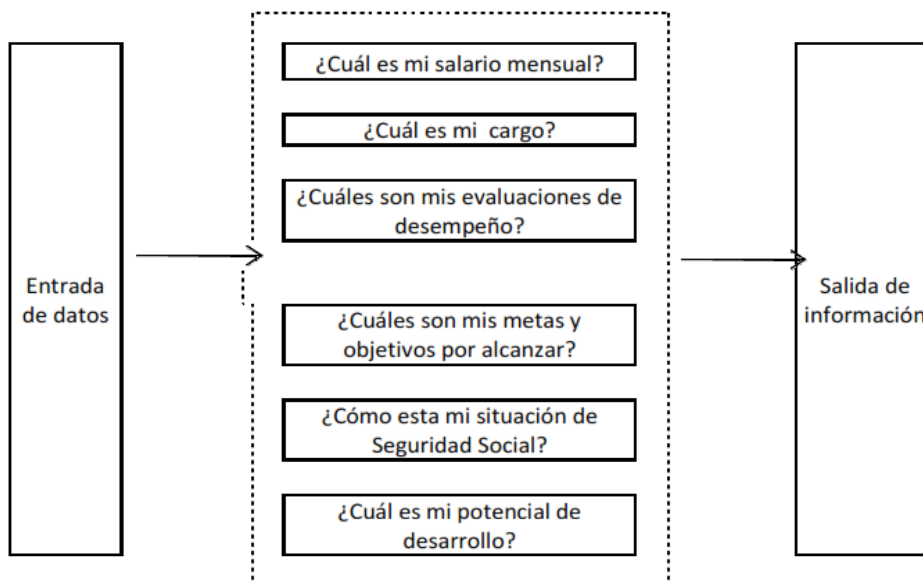 Entrada
de datos
¿Cuál es mi salario mensual?
¿Cuál es mi cargo?
¿Cuáles son mis evaluaciones de
desempeño?
¿Cuáles son mis metas y
objetivos por alcanzar?
¿Cómo esta mi situación de
Seguridad Social?
¿Cuál es mi potencial de
desarrollo?
Salida de
información